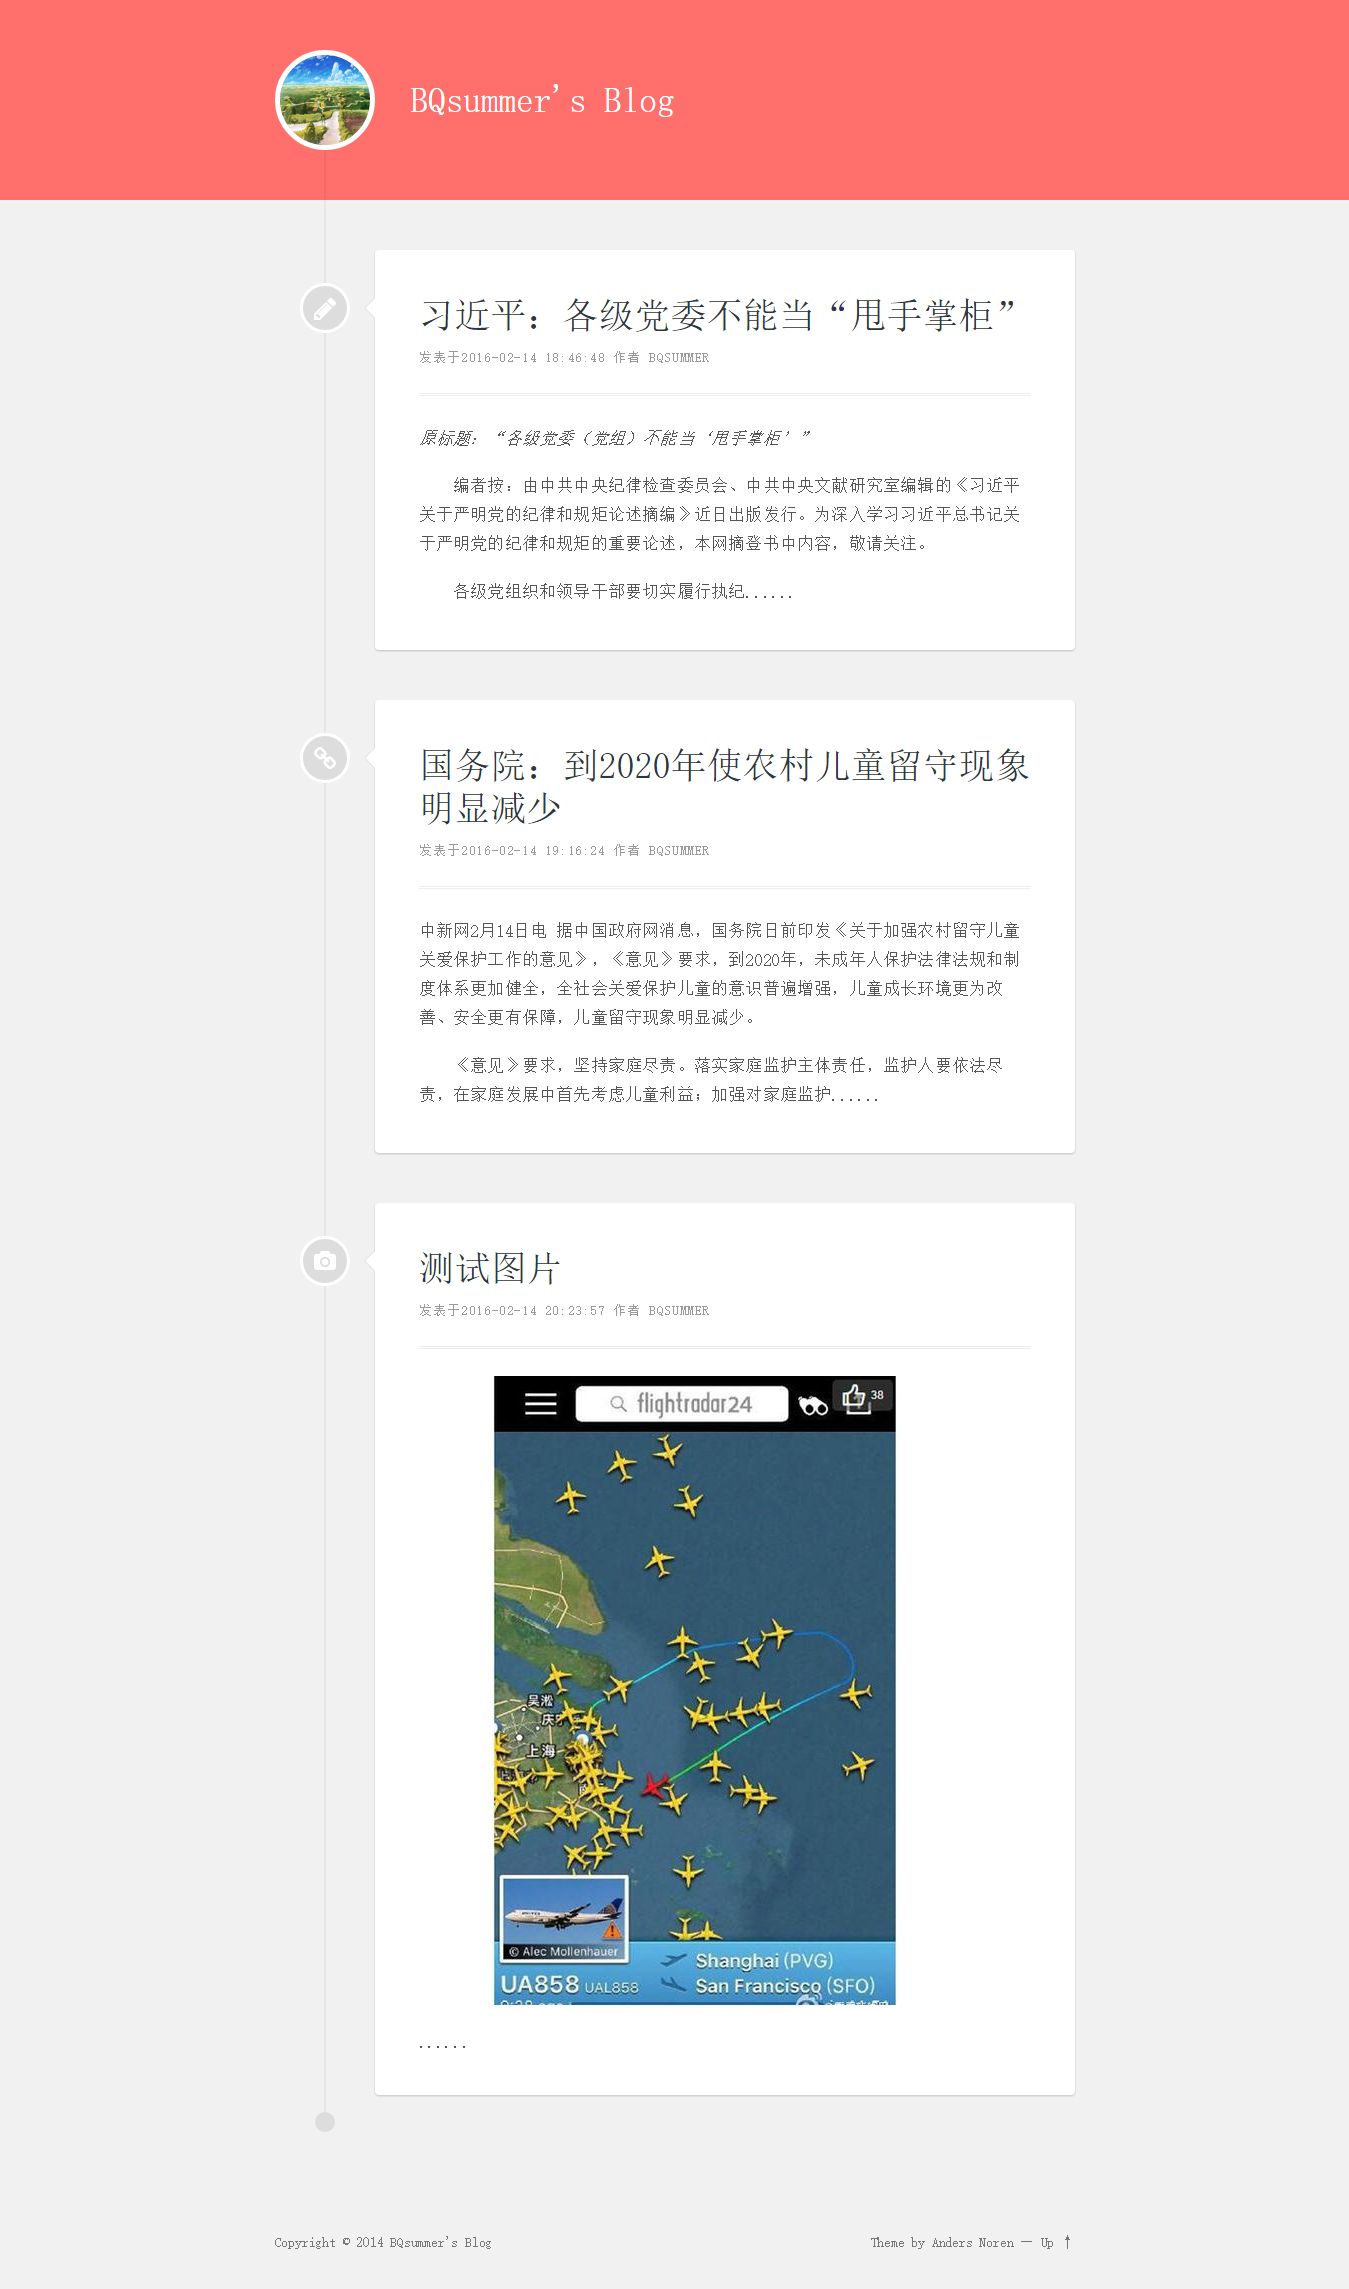 BQsummer's Blog
习近平：各级党委不能当“甩手掌柜”
发表于2016-02-14 18:46:48 作者 BQSUMMER
原标题：“各级党委（党组）不能当‘甩手掌柜’”
编者按：由中共中央纪律检查委员会、中共中央文献研究室编辑的《习近平
关于严明党的纪律和规矩论述摘编》近日出版发行。为深入学习习近平总书记关
于严明党的纪律和规矩的重要论述，本网摘登书中内容，敬请关注。
各级党组织和领导干部要切实履行执纪......
国务院：到2020年使农村儿童留守现象
明显减少
发表于2016-02-14 19:16:24 作者 BQSUMMER
中新网2月14日电 据中国政府网消息，国务院日前印发《关于加强农村留守儿童
关爱保护工作的意见》，《意见》要求，到2020年，未成年人保护法律法规和制
度体系更加健全，全社会关爱保护儿童的意识普遍增强，儿童成长环境更为改
善、安全更有保障，儿童留守现象明显减少。
《意见》要求，坚持家庭尽责。落实家庭监护主体责任，监护人要依法尽
责，在家庭发展中首先考虑儿童利益；加强对家庭监护......
测试图片
发表于2016-02-14 20:23:57 作者 BQSUMMER
flightradar24
38
吴淞
上海
© Alec Mollenhauer
Shanghai (PVG)
UA858 UAL858
San Francisco (SFO)
......
Copyright © 2014 BQsummer's Blog
Theme by Anders Noren — Up ↑